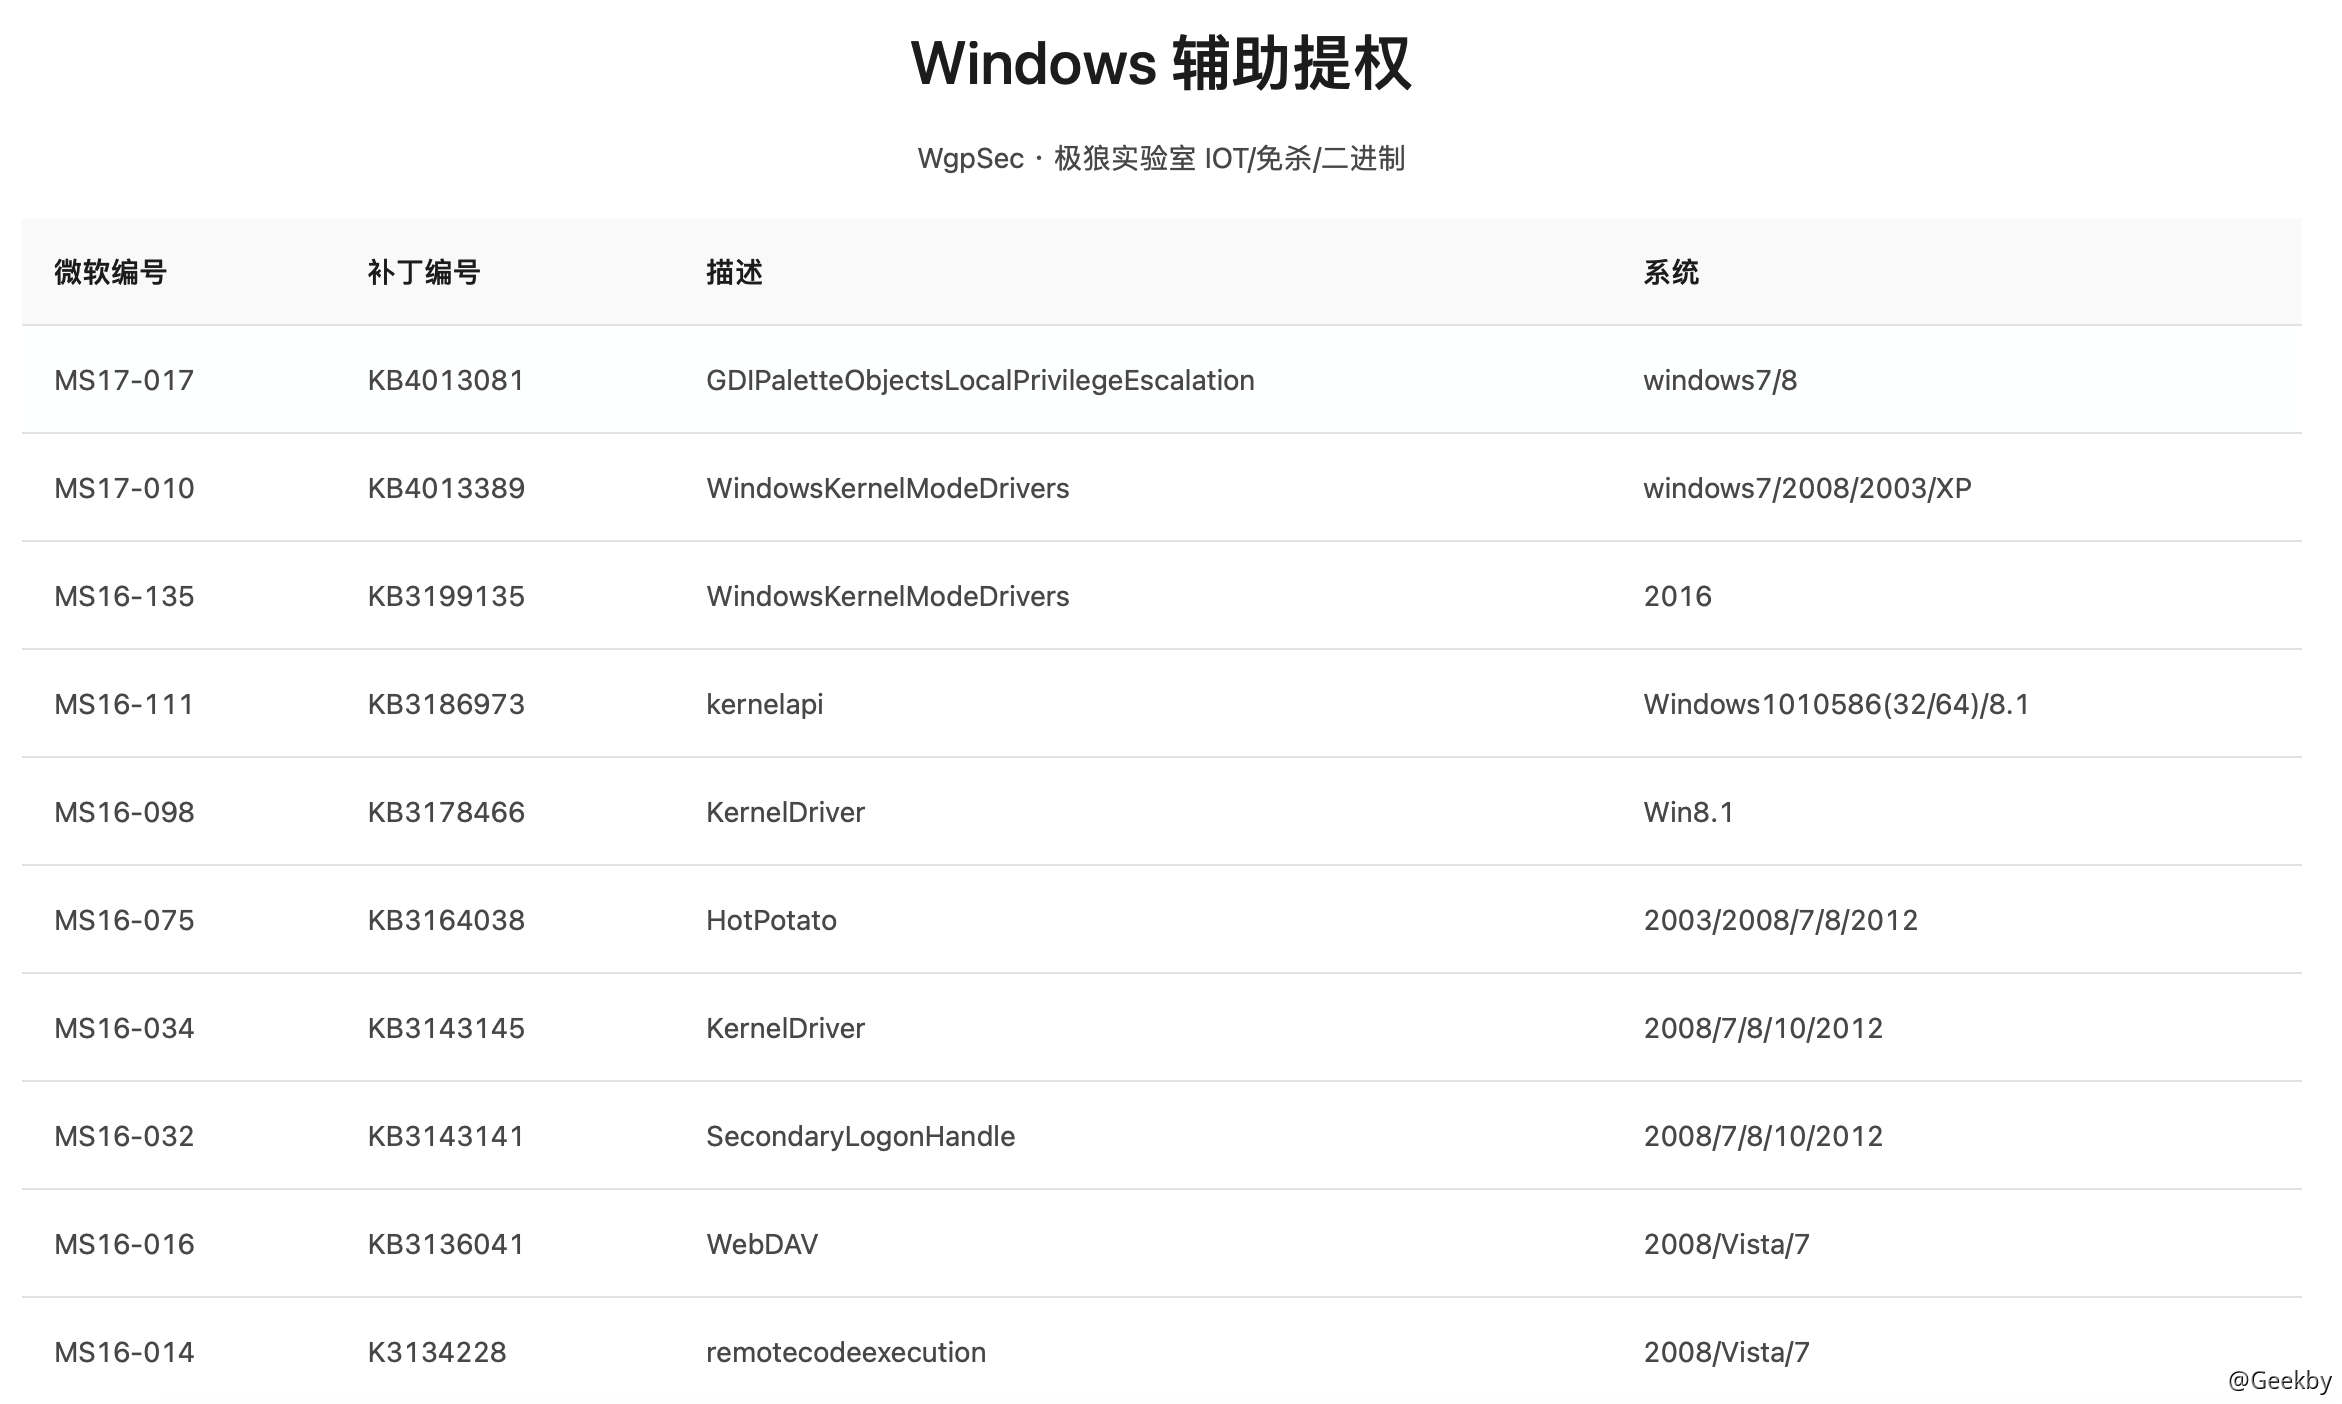 Windows 辅助提权
WgpSec · 极狼实验室 IOT/免杀/二进制
微软编号 补丁编号 描述 系统
MS17-017 KB4013081 GDIPaletteObjectsLocalPrivilegeEscalation windows7/8
MS17-010 KB4013389 WindowsKernelModeDrivers windows7/2008/2003/XP
MS16-135 KB3199135 WindowsKernelModeDrivers 2016
MS16-111 KB3186973 kernelapi Windows1010586(32/64)/8.1
MS16-098 KB3178466 KernelDriver Win8.1
MS16-075 KB3164038 HotPotato 2003/2008/7/8/2012
MS16-034 KB3143145 KernelDriver 2008/7/8/10/2012
MS16-032 KB3143141 SecondaryLogonHandle 2008/7/8/10/2012
MS16-016 KB3136041 WebDAV 2008/Vista/7
MS16-014 K3134228 remotecodeexecution 2008/Vista/7
@Geekby